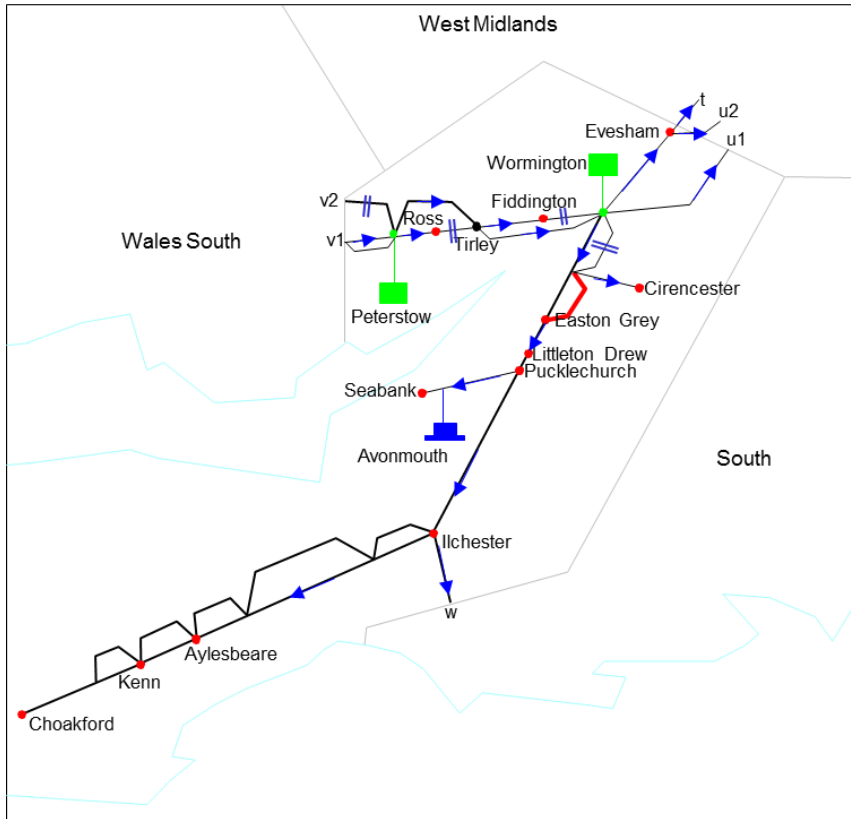 West Midlands
t
u2
Evesham
u1
Wormington
Fiddington
v2
Ross
v1
Tirley
Wales South
Cirencester
Peterstow
Easton Grey
Littleton Drew
Pucklechurch
Seabank
Avonmouth
South
Ilchester
w
Aylesbeare
Kenn
Choakford